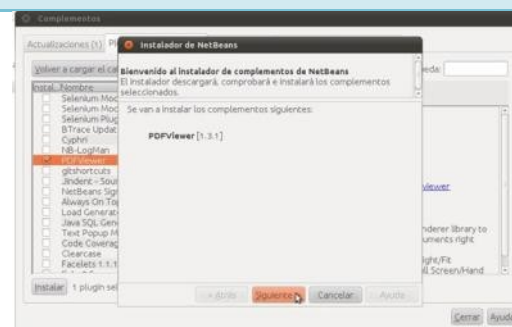 Complementos
Actualizaciones (1)
Instalador de NetBeans
Volver a cargar el ca
eda:
Bienvenido al instalador de complementos de NetBeans
El instalador descargará, comprobará e instalará los complementos
seleccionados.
Instal. Nombre
Selenium Mod
Selenium Mod
Selenium Plug
BTrace Updat
Cyphri
NB-LogMan
PDFViewer
gitshortcuts
Jindent - Sour
NetBeans Sign
Always On Top
Load Generat
Java SQL Gen
Text Popup M
Code Coverag
Clearcase
Facelets 1.1.1
Se van a instalar los complementos siguientes:
PDFViewer [1.3.1]
viewer
nderer library to
uments right
ight/Fit
ll Screen/Hand
Instalar
1 plugin sel
< Atrás
Siguiente >
Cancelar
Ayuda
Cerrar
Ayuda